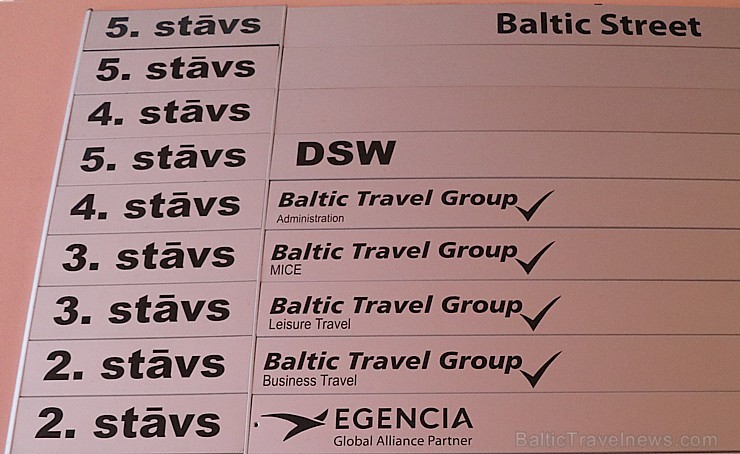 5. stāvs Baltic Street
5. stāvs
4. stāvs
5. stāvs DSW
4. stāvs Baltic Travel Group
Administration
3. stāvs Baltic Travel Group
MICE
3. stāvs Baltic Travel Group
Leisure Travel
2. stāvs Baltic Travel Group
Business Travel
2. stāvs EGENCIA
Global Alliance Partner
BalticTravelnews.com